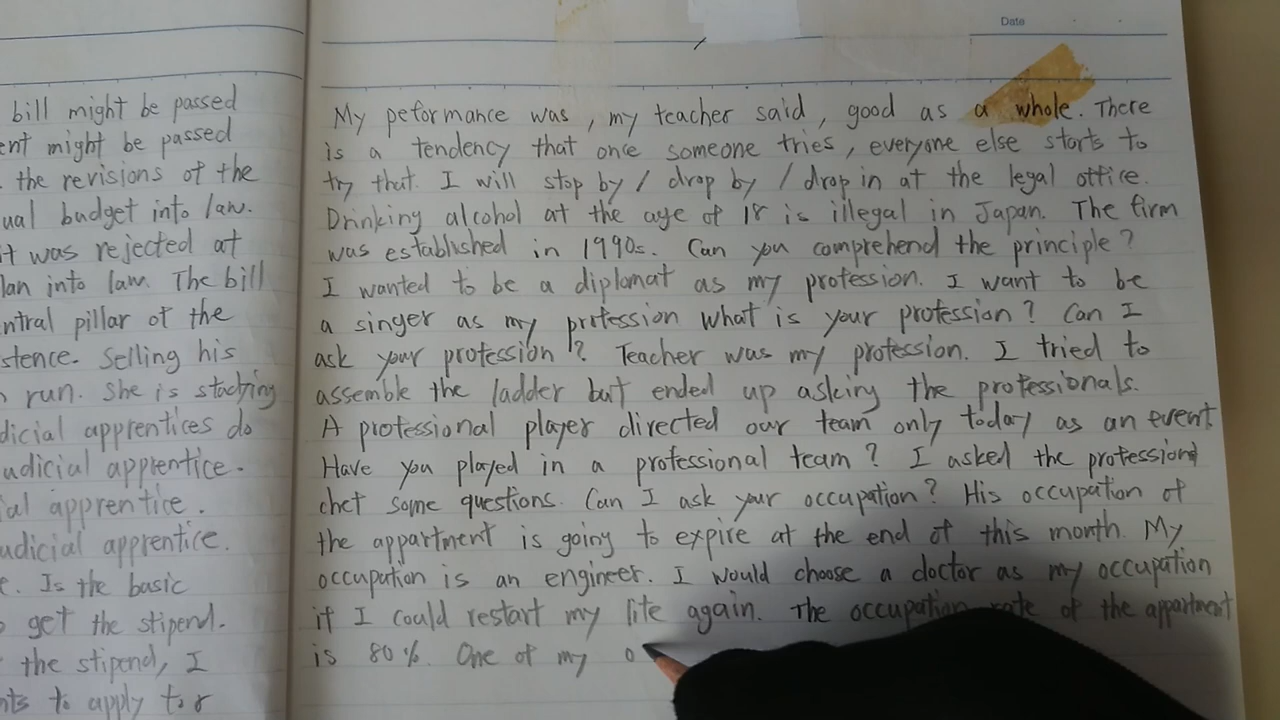 bill might be passed
ent might be passed
the revisions of the
ual budget into law.
it was rejected at
lan into law. The bill
ntral pillar of the
stence. Selling his
run. She is studying
dicial apprentices do
udicial apprentice.
ial apprentice.
udicial apprentice.
e. Is the basic
get the stipend.
the stipend, I
nts to apply for
Date
My peformance was, my teacher said, good as a whole. There
is a tendency that once someone tries, everyone else starts to
try that. I will stop by / drop by / drop in at the legal office.
Drinking alcohol at the age of 18 is illegal in Japan. The firm
was established in 1990s. Can you comprehend the principle?
I wanted to be a diplomat as my profession. I want to be
a singer as my profession What is your profession? Can I
ask your profession? Teacher was my profession. I tried to
assemble the ladder but ended up asking the professionals.
A professional player directed our team only today as an event
Have you played in a professional team? I asked the profession
chef some questions. Can I ask your occupation? His occupation of
the appartment is going to expire at the end of this month. My
occupation is an engineer. I would choose a doctor as my occupation
if I could restart my life again. The occupation rate of the appartment
is 80%. One of my o